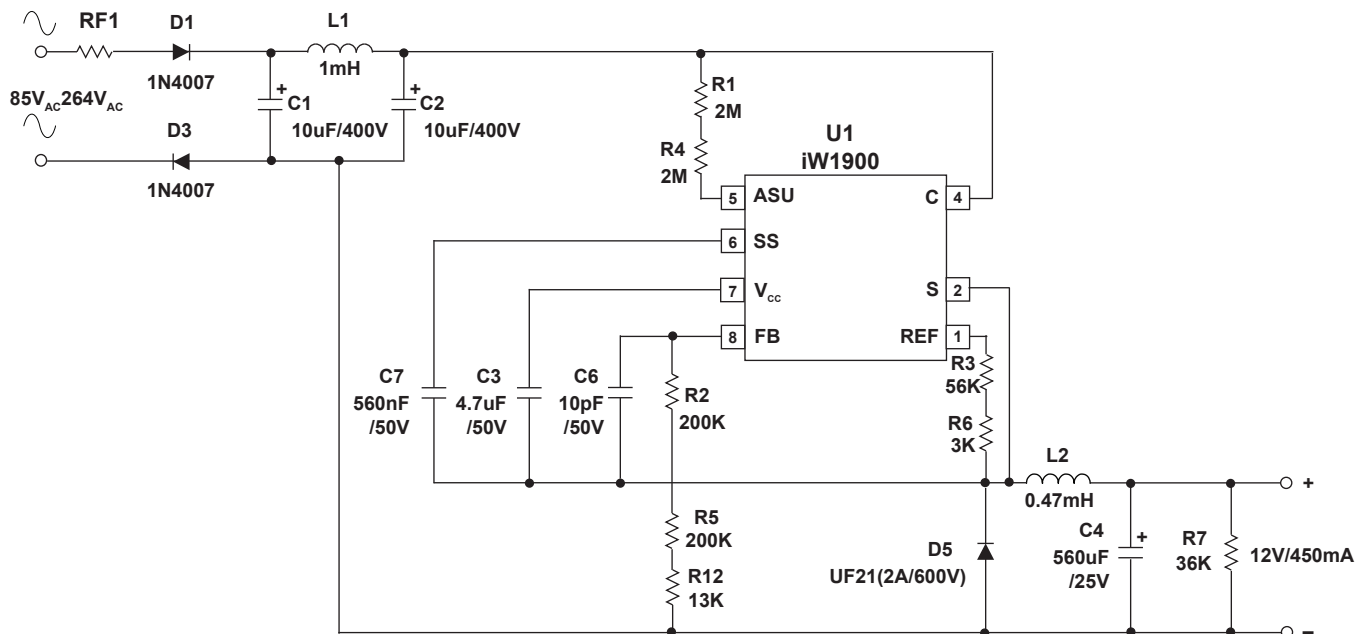 RF1
D1
1N4007
L1
1mH
85VAC264VAC
C1
10uF/400V
C2
10uF/400V
D3
1N4007
R1
2M
R4
2M
U1
iW1900
5
ASU
C
4
6
SS
7
Vcc
S
2
8
FB
REF
1
C7
560nF
/50V
C3
4.7uF
/50V
C6
10pF
/50V
R2
200K
R3
56K
R6
3K
L2
0.47mH
+
+
+
+
R5
200K
R12
13K
D5
UF21(2A/600V)
C4
560uF
/25V
R7
36K
12V/450mA
–